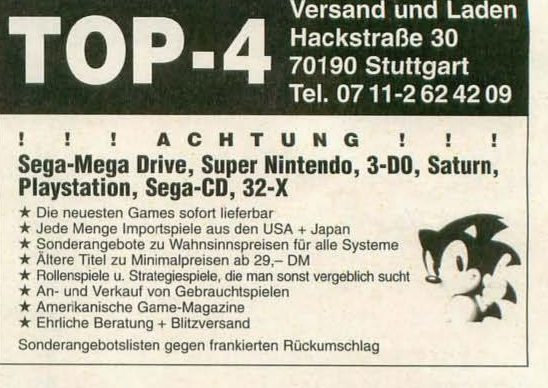 TOP-4
Versand und Laden
Hackstraße 30
70190 Stuttgart
Tel. 07 11-2 62 42 09
! ! ! ACHTUNG ! ! !
Sega-Mega Drive, Super Nintendo, 3-DO, Saturn,
Playstation, Sega-CD, 32-X
★ Die neuesten Games sofort lieferbar
★ Jede Menge Importspiele aus den USA + Japan
★ Sonderangebote zu Wahnsinnspreisen für alle Systeme
★ Ältere Titel zu Minimalpreisen ab 29,– DM
★ Rollenspiele u. Strategiespiele, die man sonst vergeblich sucht
★ An- und Verkauf von Gebrauchtspielen
★ Amerikanische Game-Magazine
★ Ehrliche Beratung + Blitzversand
Sonderangebotslisten gegen frankierten Rückumschlag